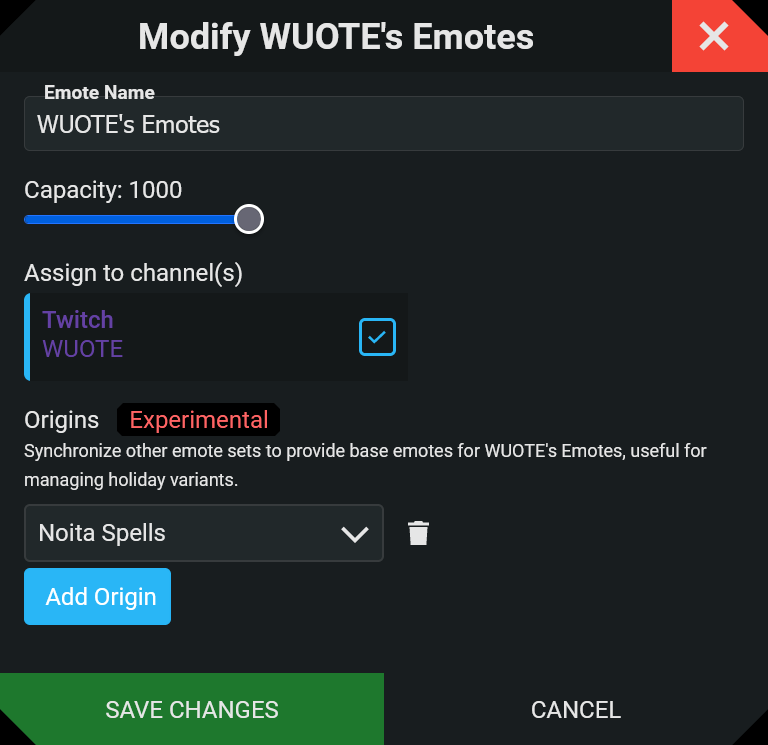 Modify WUOTE's Emotes
Emote Name
WUOTE's Emotes
Capacity: 1000
Assign to channel(s)
Twitch
WUOTE
Origins Experimental
Synchronize other emote sets to provide base emotes for WUOTE's Emotes, useful for
managing holiday variants.
Noita Spells
Add Origin
SAVE CHANGES CANCEL